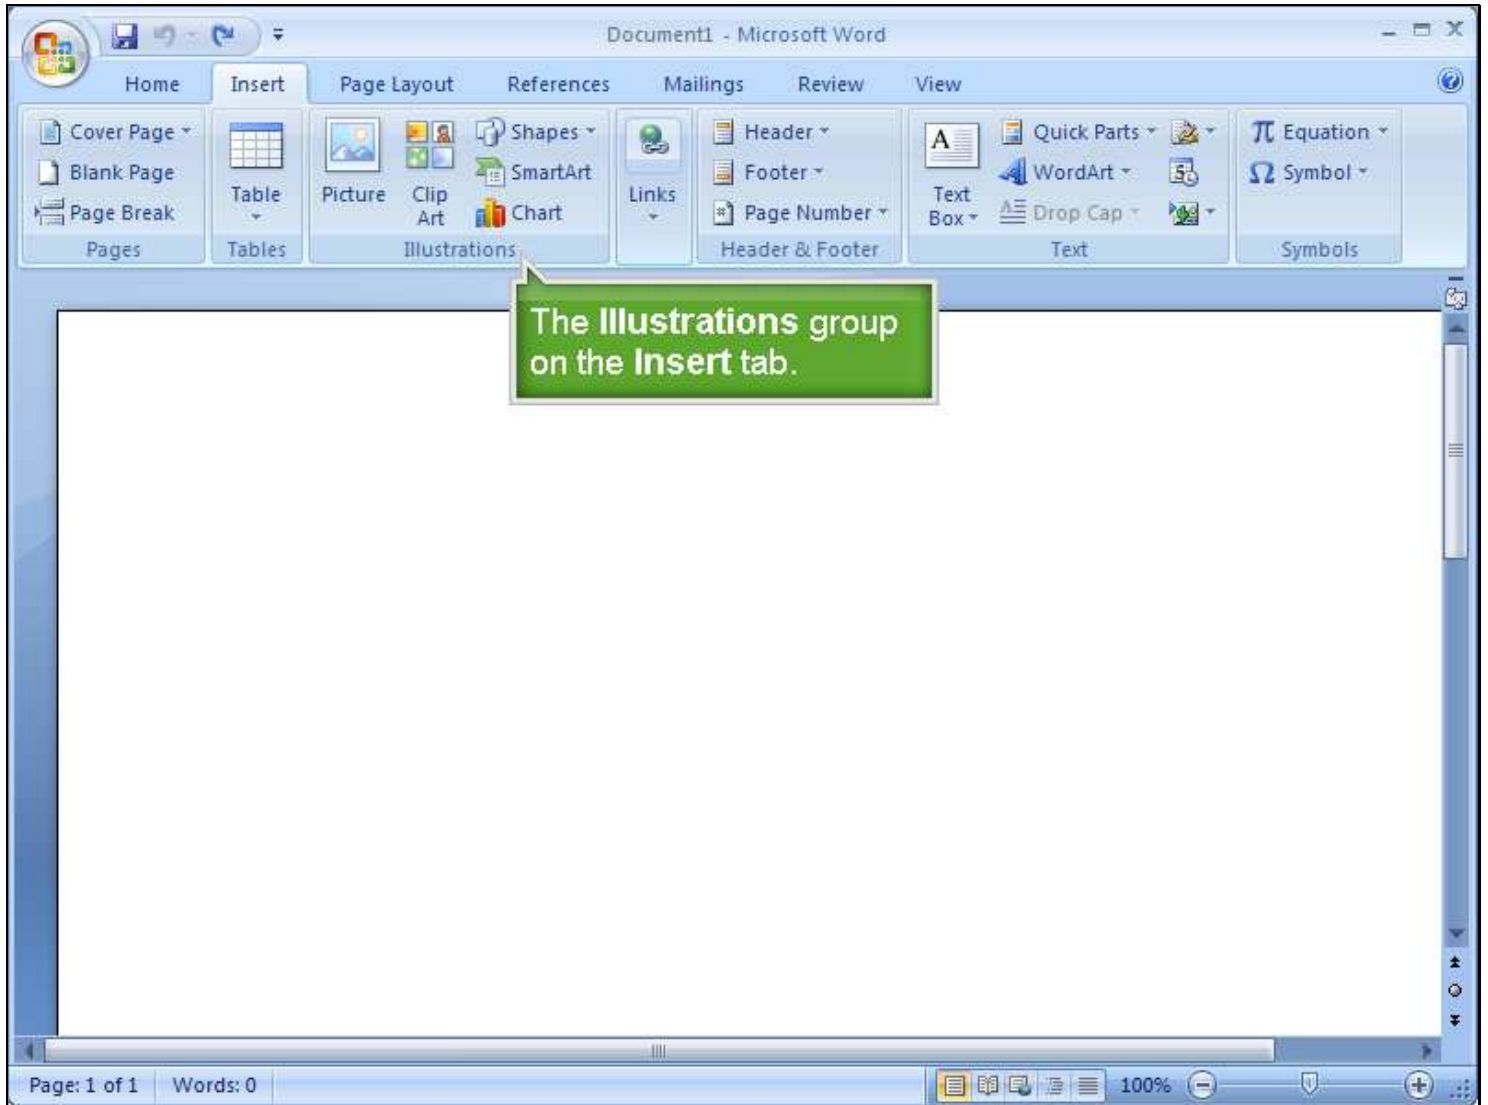 Document1 - Microsoft Word
Home Insert Page Layout References Mailings Review View
Cover Page
Blank Page
Page Break
Pages
Table
Tables
Picture
Clip
Art
Shapes
SmartArt
Chart
Illustrations
Links
Header
Footer
Page Number
Header & Footer
A
Text
Box
Quick Parts
WordArt
Drop Cap
Text
π Equation
Ω Symbol
Symbols
The Illustrations group
on the Insert tab.
Page: 1 of 1 Words: 0 100%